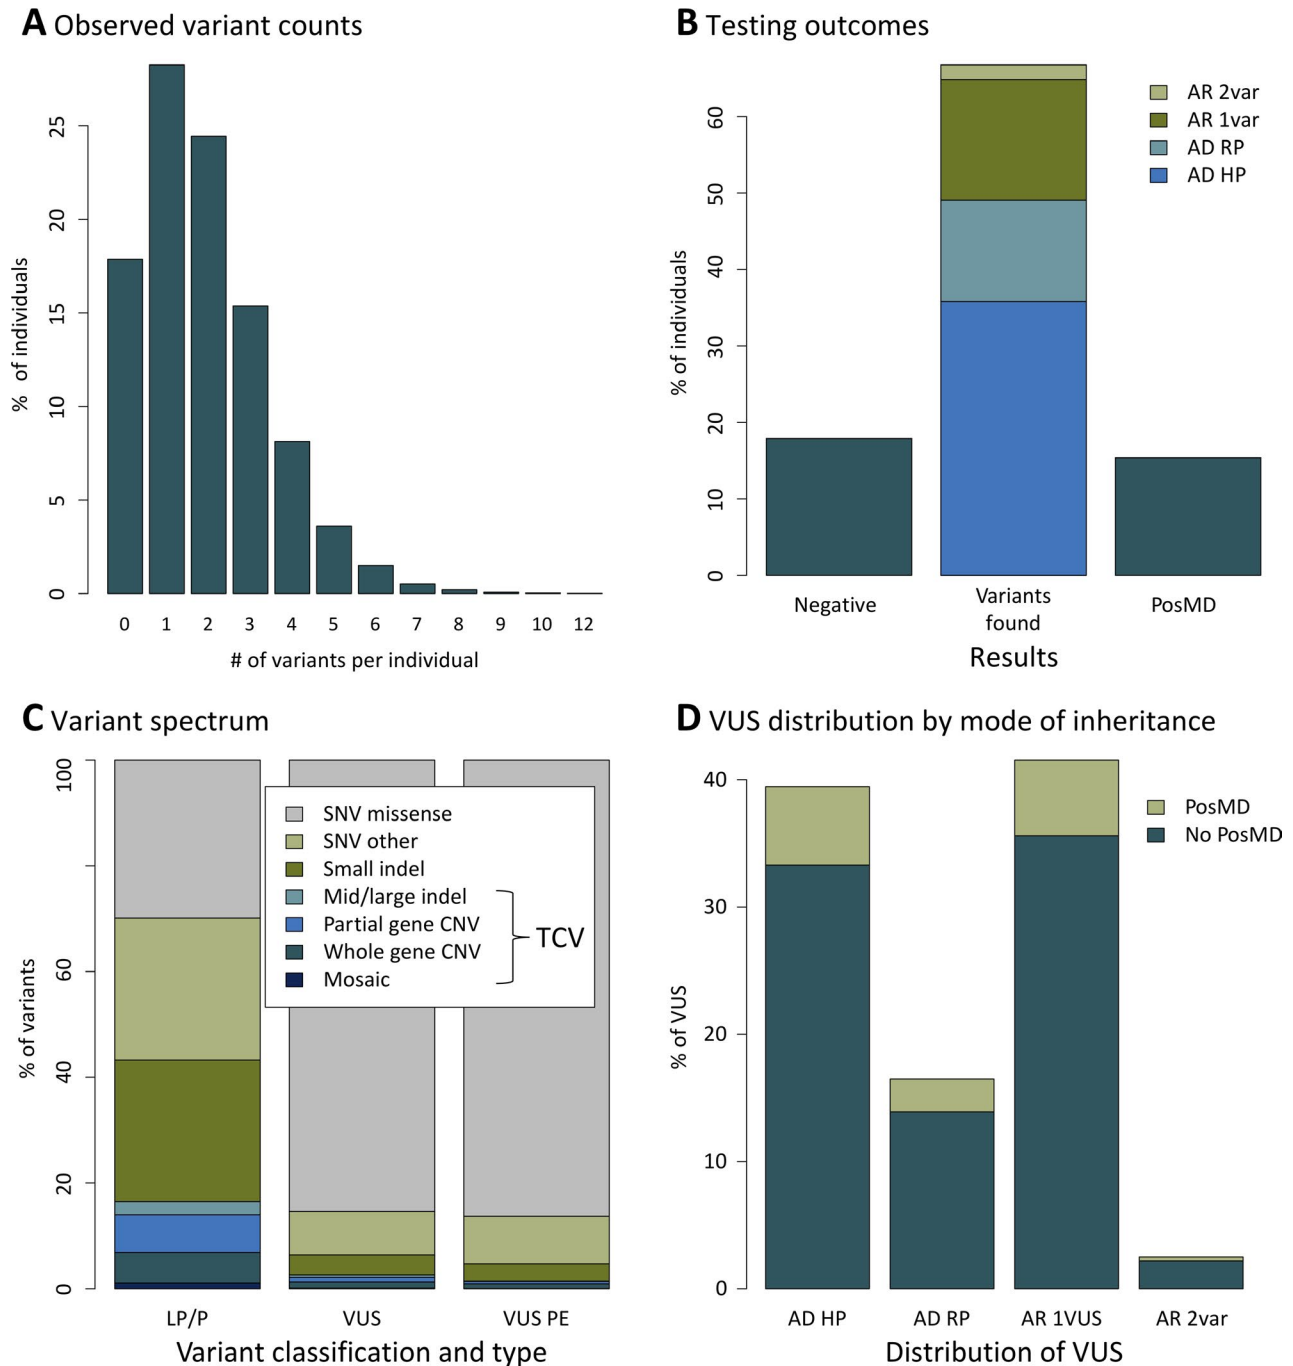 A Observed variant counts
% of individuals
0
5
10
15
20
25
0 1 2 3 4 5 6 7 8 9 10 12
# of variants per individual
B Testing outcomes
% of individuals
0
10
20
30
40
50
60
AR 2var
AR 1var
AD RP
AD HP
Negative
Variants
found
PosMD
Results
C Variant spectrum
% of variants
0
20
40
60
100
SNV missense
SNV other
Small indel
Mid/large indel
Partial gene CNV
Whole gene CNV
Mosaic
TCV
LP/P VUS VUS PE
Variant classification and type
D VUS distribution by mode of inheritance
% of VUS
40
30
20
10
0
PosMD
No PosMD
AD HP AD RP AR 1VUS AR 2var
Distribution of VUS